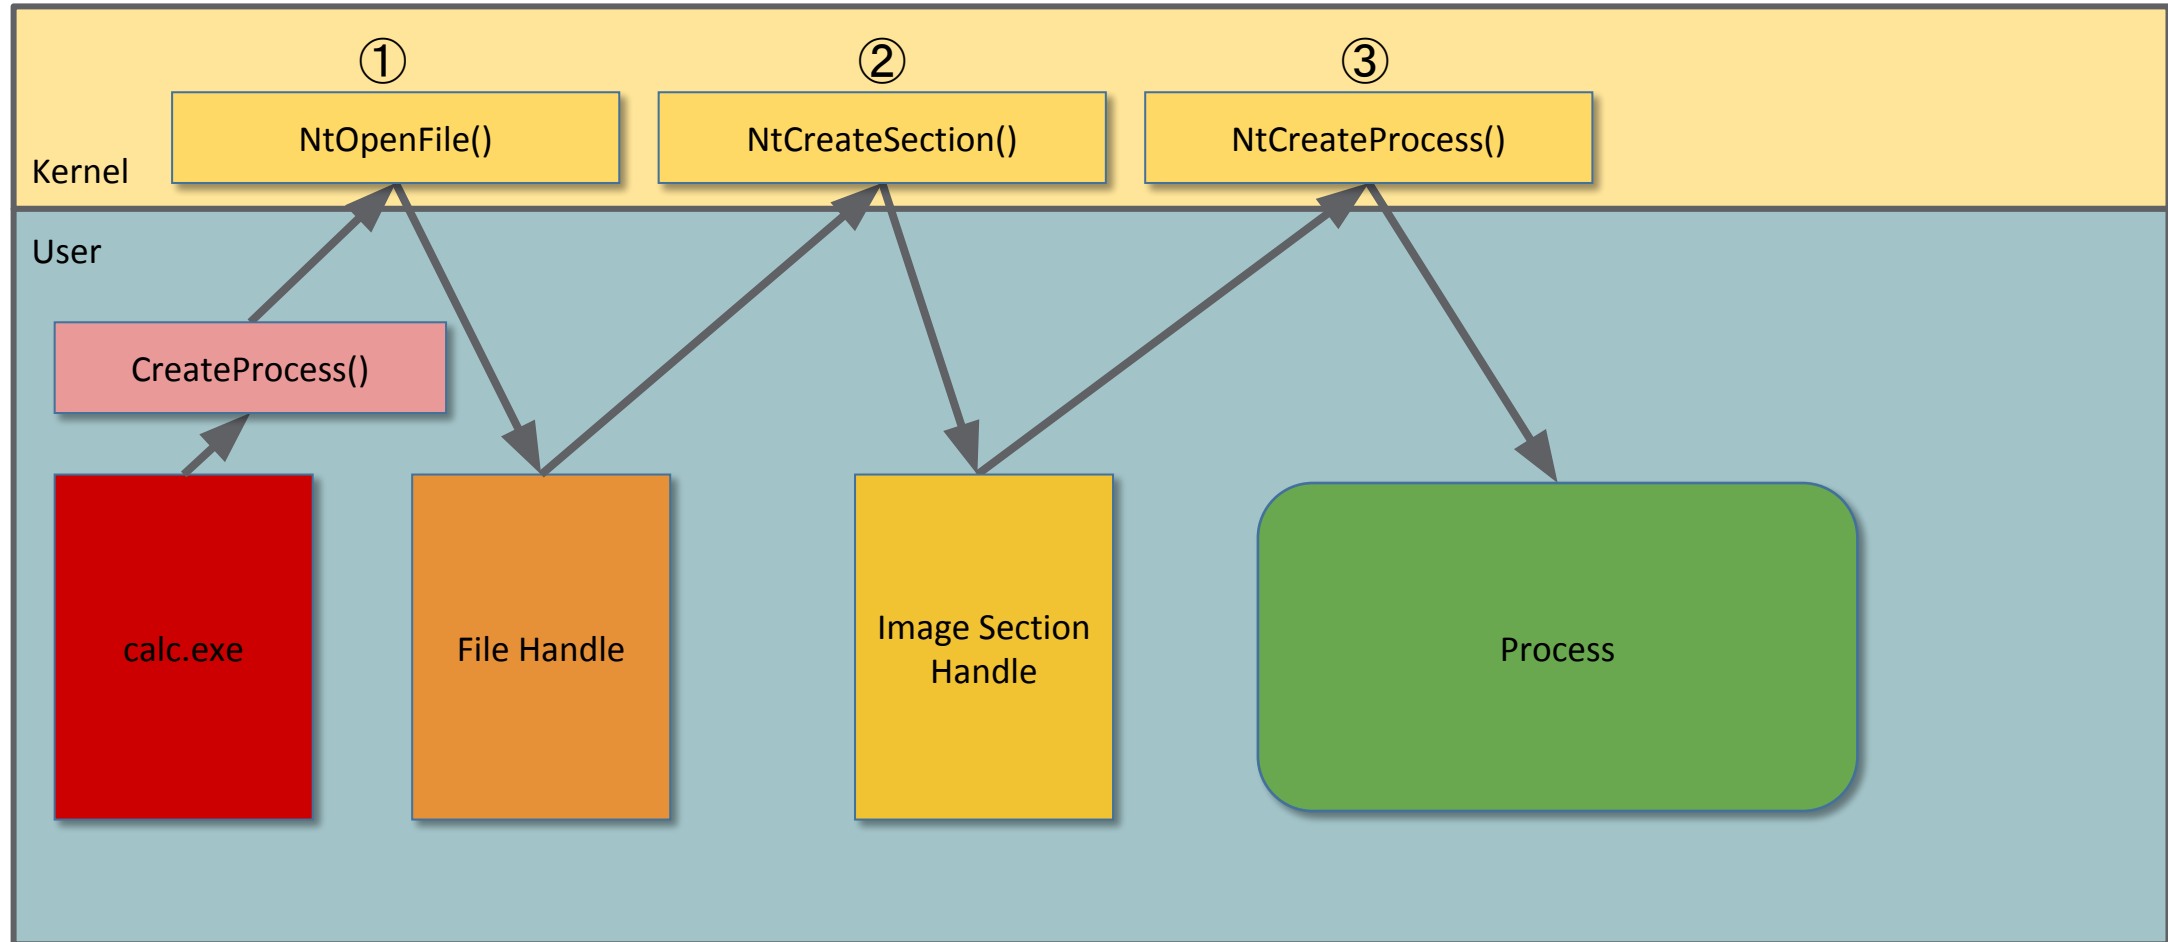 ①
②
③
NtOpenFile()
NtCreateSection()
NtCreateProcess()
Kernel
User
CreateProcess()
calc.exe
File Handle
Image Section
Handle
Process